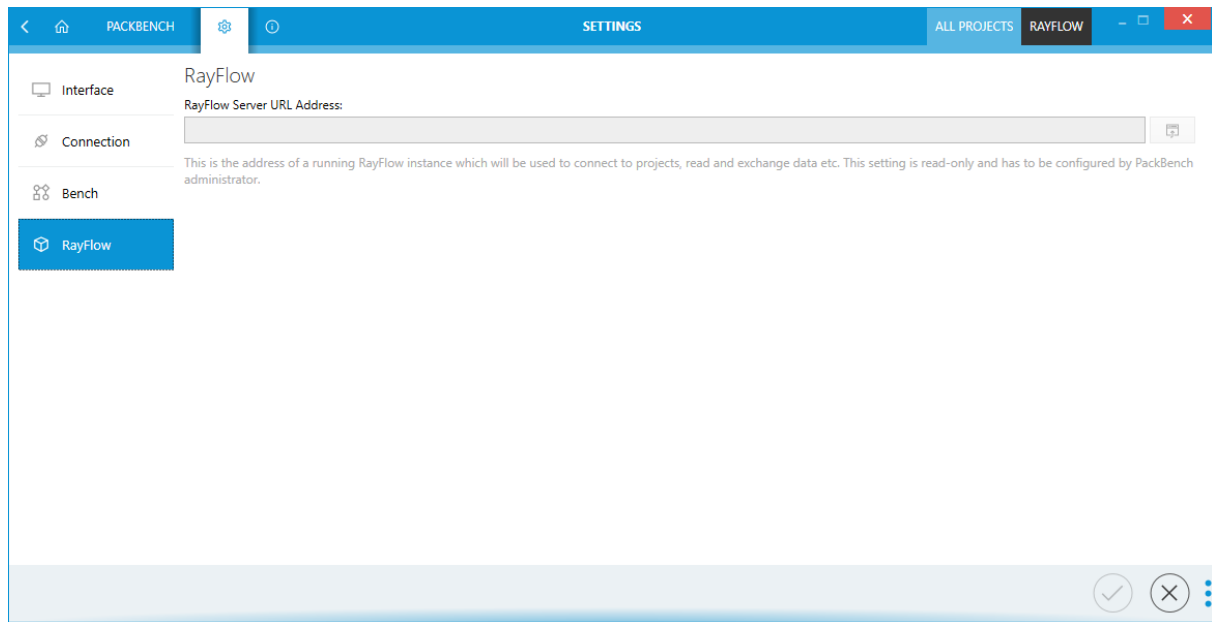 PACKBENCH
SETTINGS
ALL PROJECTS
RAYFLOW
Interface
Connection
Bench
RayFlow
RayFlow
RayFlow Server URL Address:
This is the address of a running RayFlow instance which will be used to connect to projects, read and exchange data etc. This setting is read-only and has to be configured by PackBench
administrator.